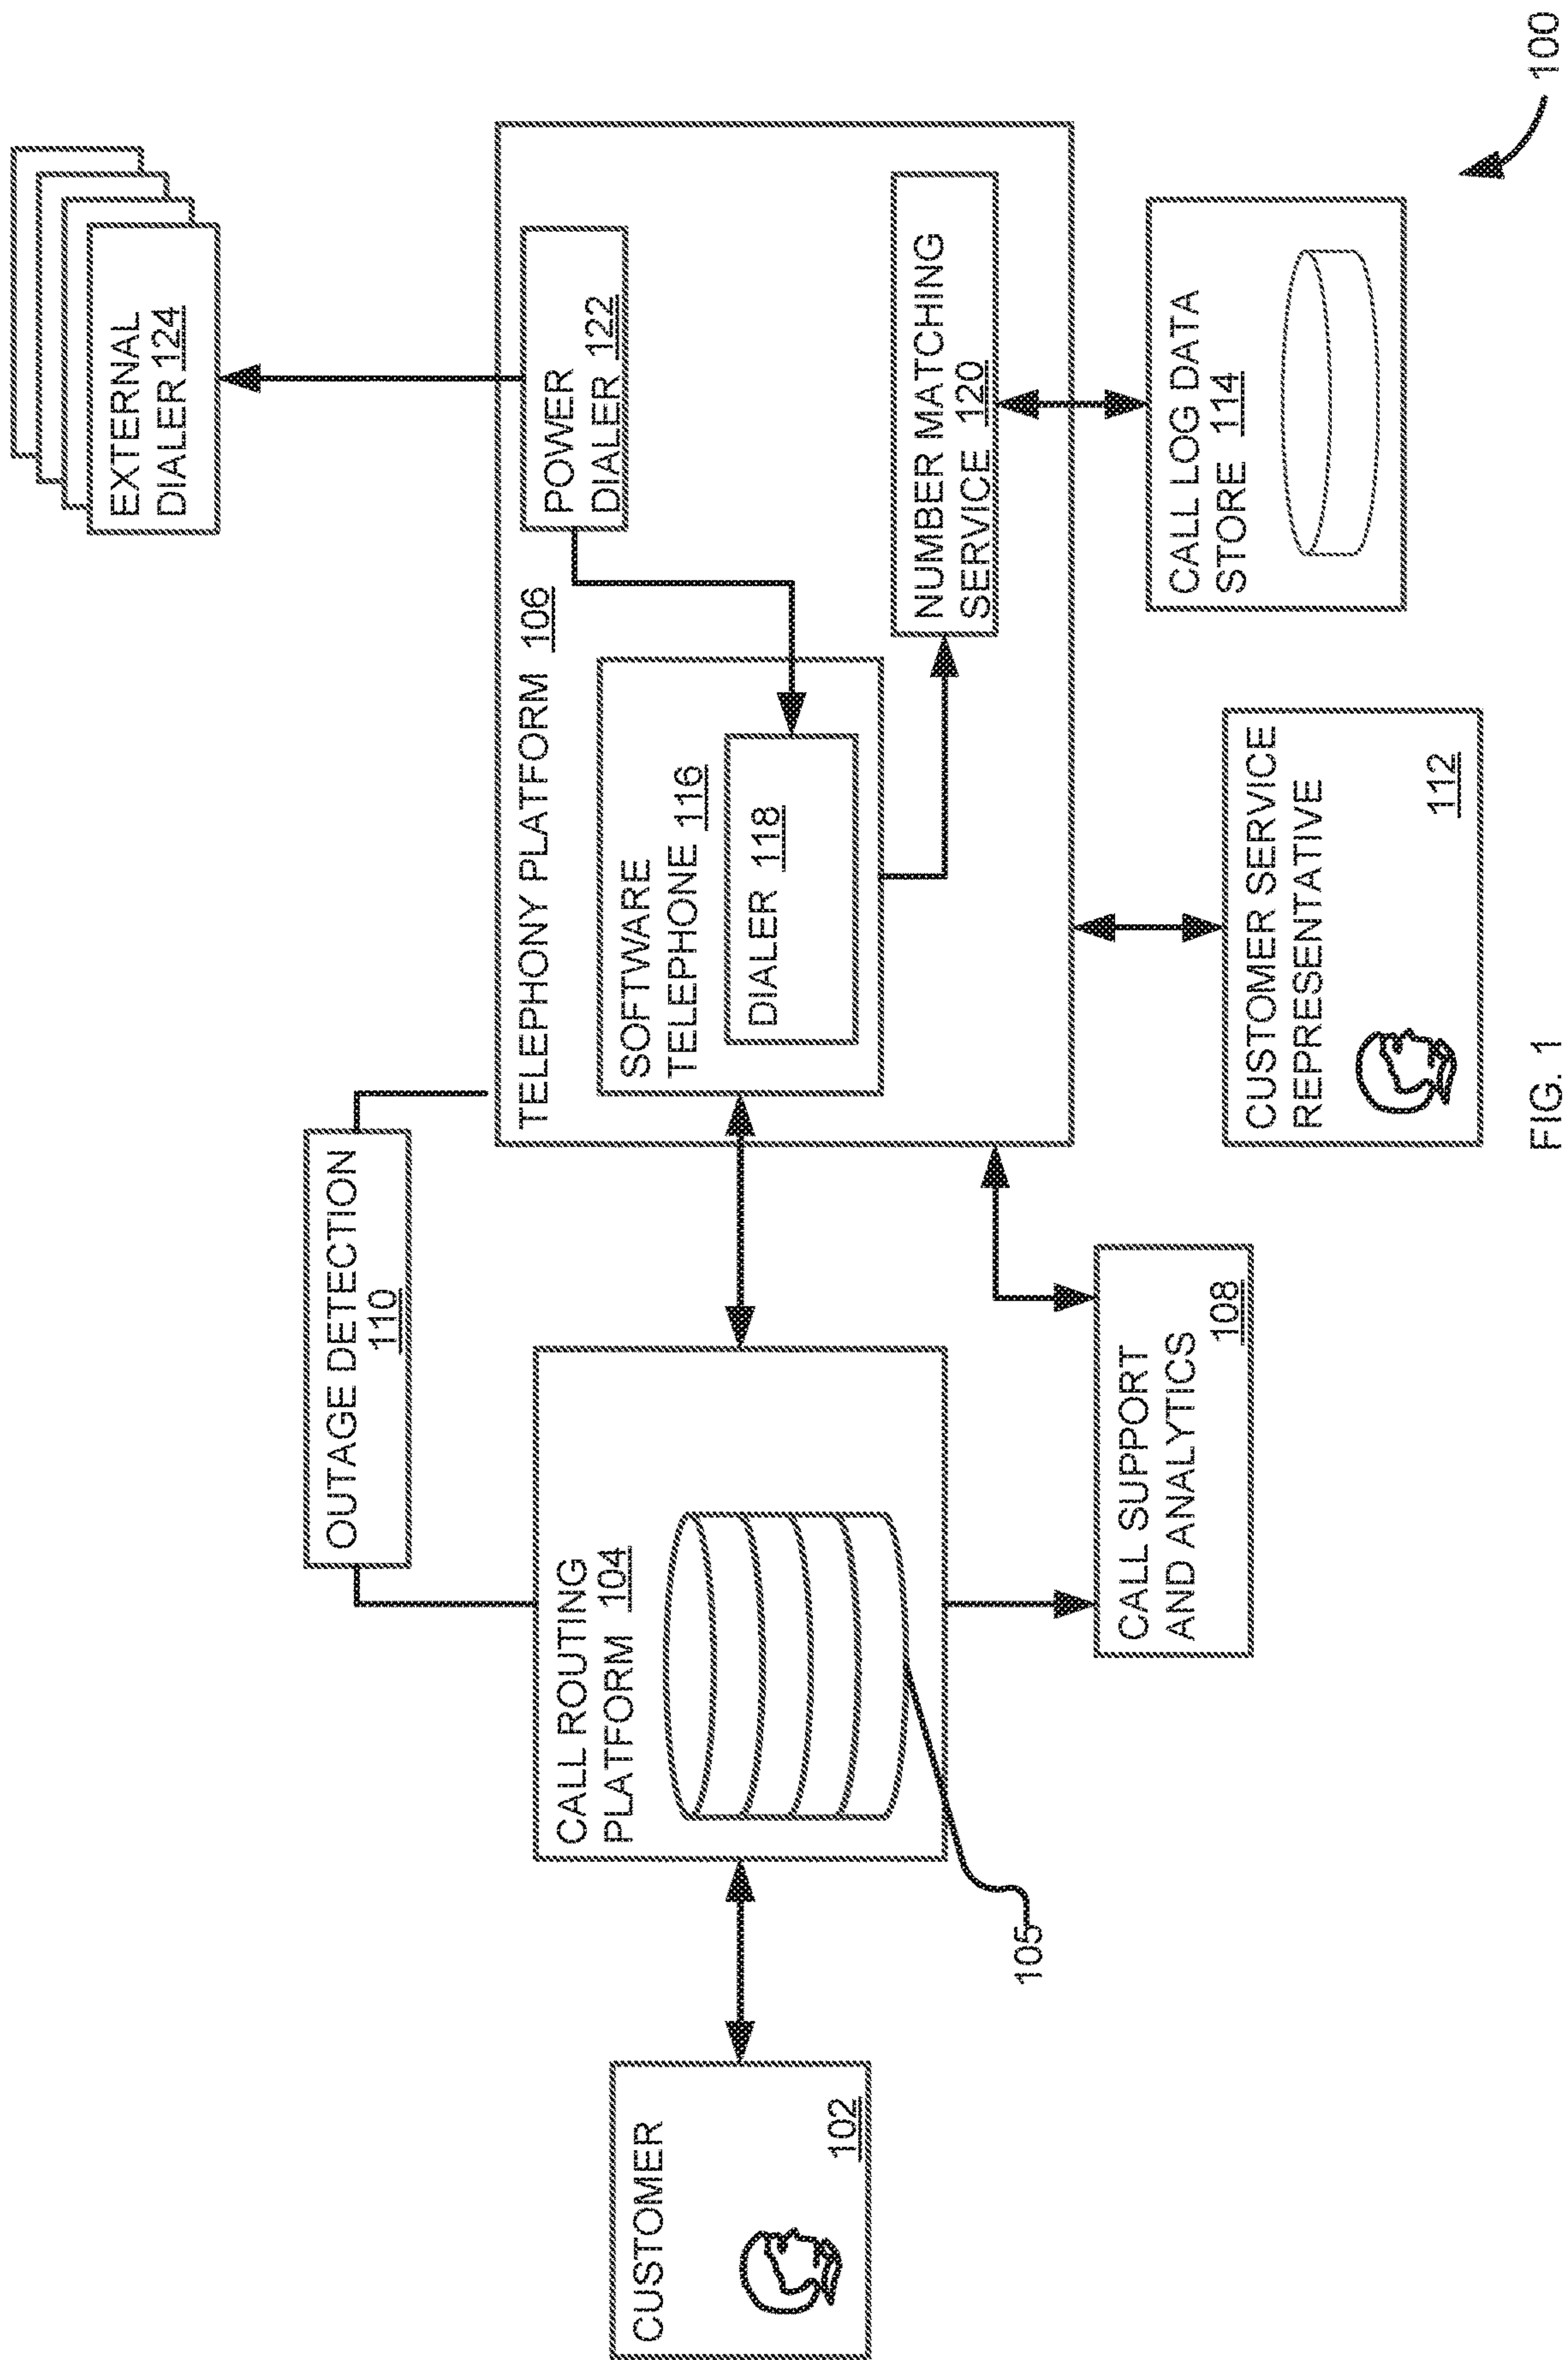 EXTERNAL
DIALER 124
OUTAGE DETECTION
110
TELEPHONY PLATFORM 106
POWER
DIALER 122
CALL ROUTING
PLATFORM 104
SOFTWARE
TELEPHONE 116
DIALER 118
CUSTOMER
102
NUMBER MATCHING
SERVICE 120
105
CALL SUPPORT
AND ANALYTICS
108
CUSTOMER SERVICE
REPRESENTATIVE
112
CALL LOG DATA
STORE 114
100
FIG. 1